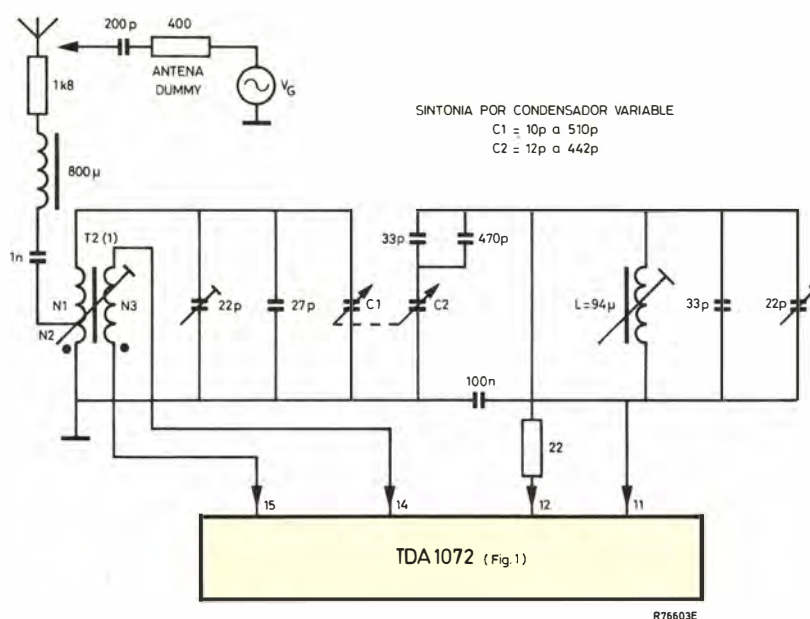 200p
400
ANTENA
DUMMY
VG
1k8
SINTONIA POR CONDENSADOR VARIABLE
C1 = 10p a 510p
C2 = 12p a 442p
800µ
1n
T2 (1)
N1
N3
N2
22p
27p
C1
33p
470p
C2
L=94µ
33p
22p
100n
22
15
14
12
11
TDA1072 (Fig.1)
R76603E